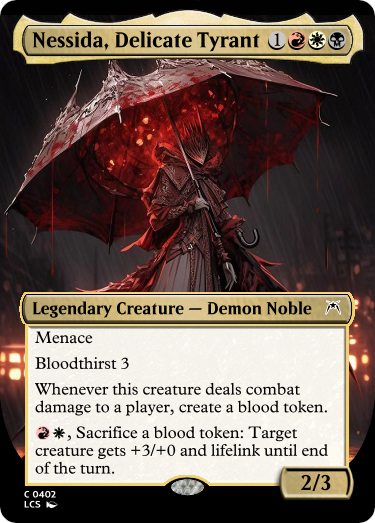 Nessida, Delicate Tyrant 1
Legendary Creature — Demon Noble
Menace
Bloodthirst 3
Whenever this creature deals combat
damage to a player, create a blood token.
, Sacrifice a blood token: Target
creature gets +3/+0 and lifelink until end
of the turn.
2/3
C 0402
LCS